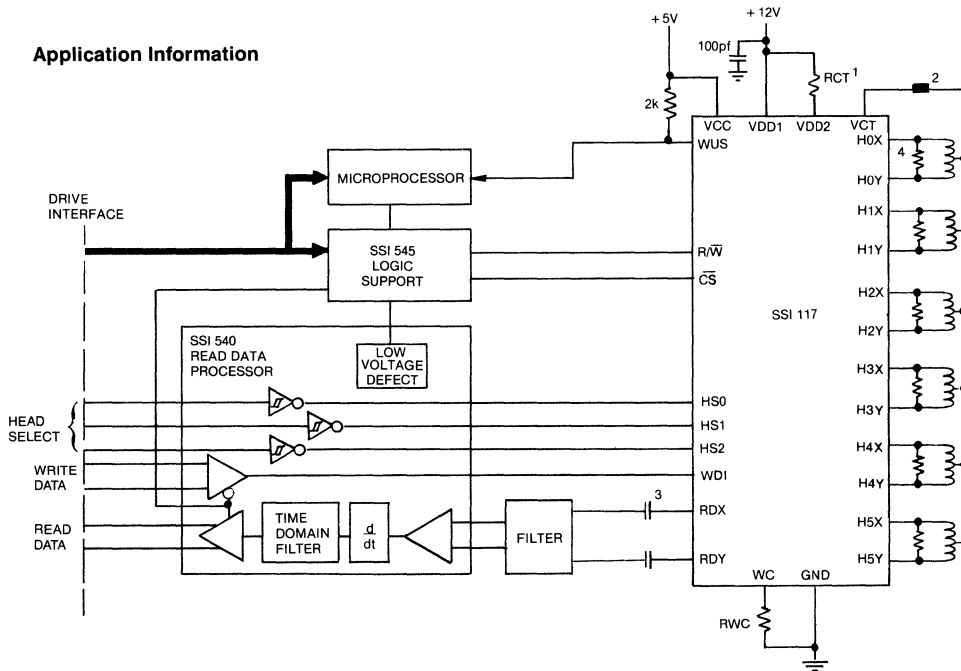 Application Information
+5V
+12V
100pf
RCT 1
2
2k
VCC
VDD1
VDD2
VCT
WUS
MICROPROCESSOR
DRIVE
INTERFACE
SSI 545
LOGIC
SUPPORT
R/W̅
C̅S̅
SSI 117
H0X
4
H0Y
H1X
H1Y
H2X
H2Y
H3X
H3Y
H4X
H4Y
H5X
H5Y
SSI 540
READ DATA
PROCESSOR
LOW
VOLTAGE
DEFECT
HEAD
SELECT
HS0
HS1
HS2
WRITE
DATA
WDI
READ
DATA
TIME
DOMAIN
FILTER
d
dt
FILTER
3
RDX
RDY
WC
GND
RWC